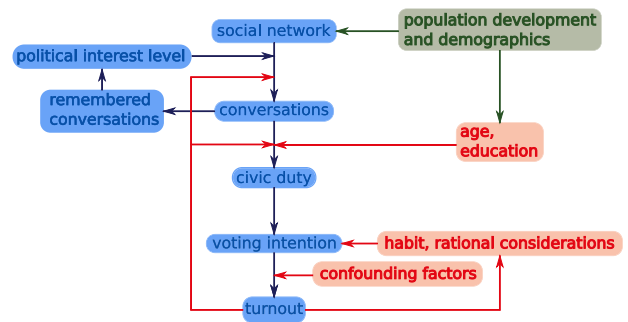 social network
population development
and demographics
political interest level
remembered
conversations
conversations
age,
education
civic duty
voting intention
habit, rational considerations
confounding factors
turnout